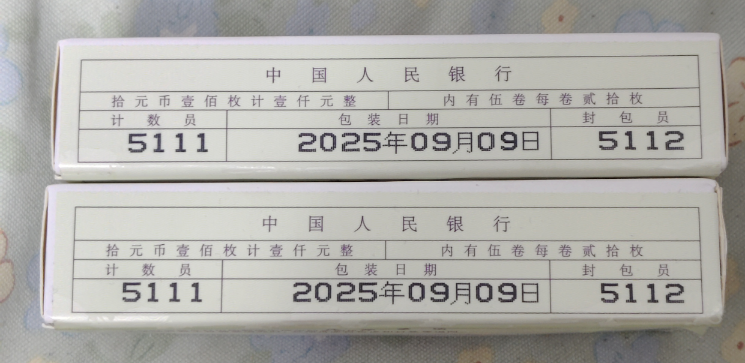 中国人民银行
拾元币壹佰枚计壹仟元整 内有伍卷每卷贰拾枚
计数员 包装日期 封包员
5111 2025年09月09日 5112
中国人民银行
拾元币壹佰枚计壹仟元整 内有伍卷每卷贰拾枚
计数员 包装日期 封包员
5111 2025年09月09日 5112